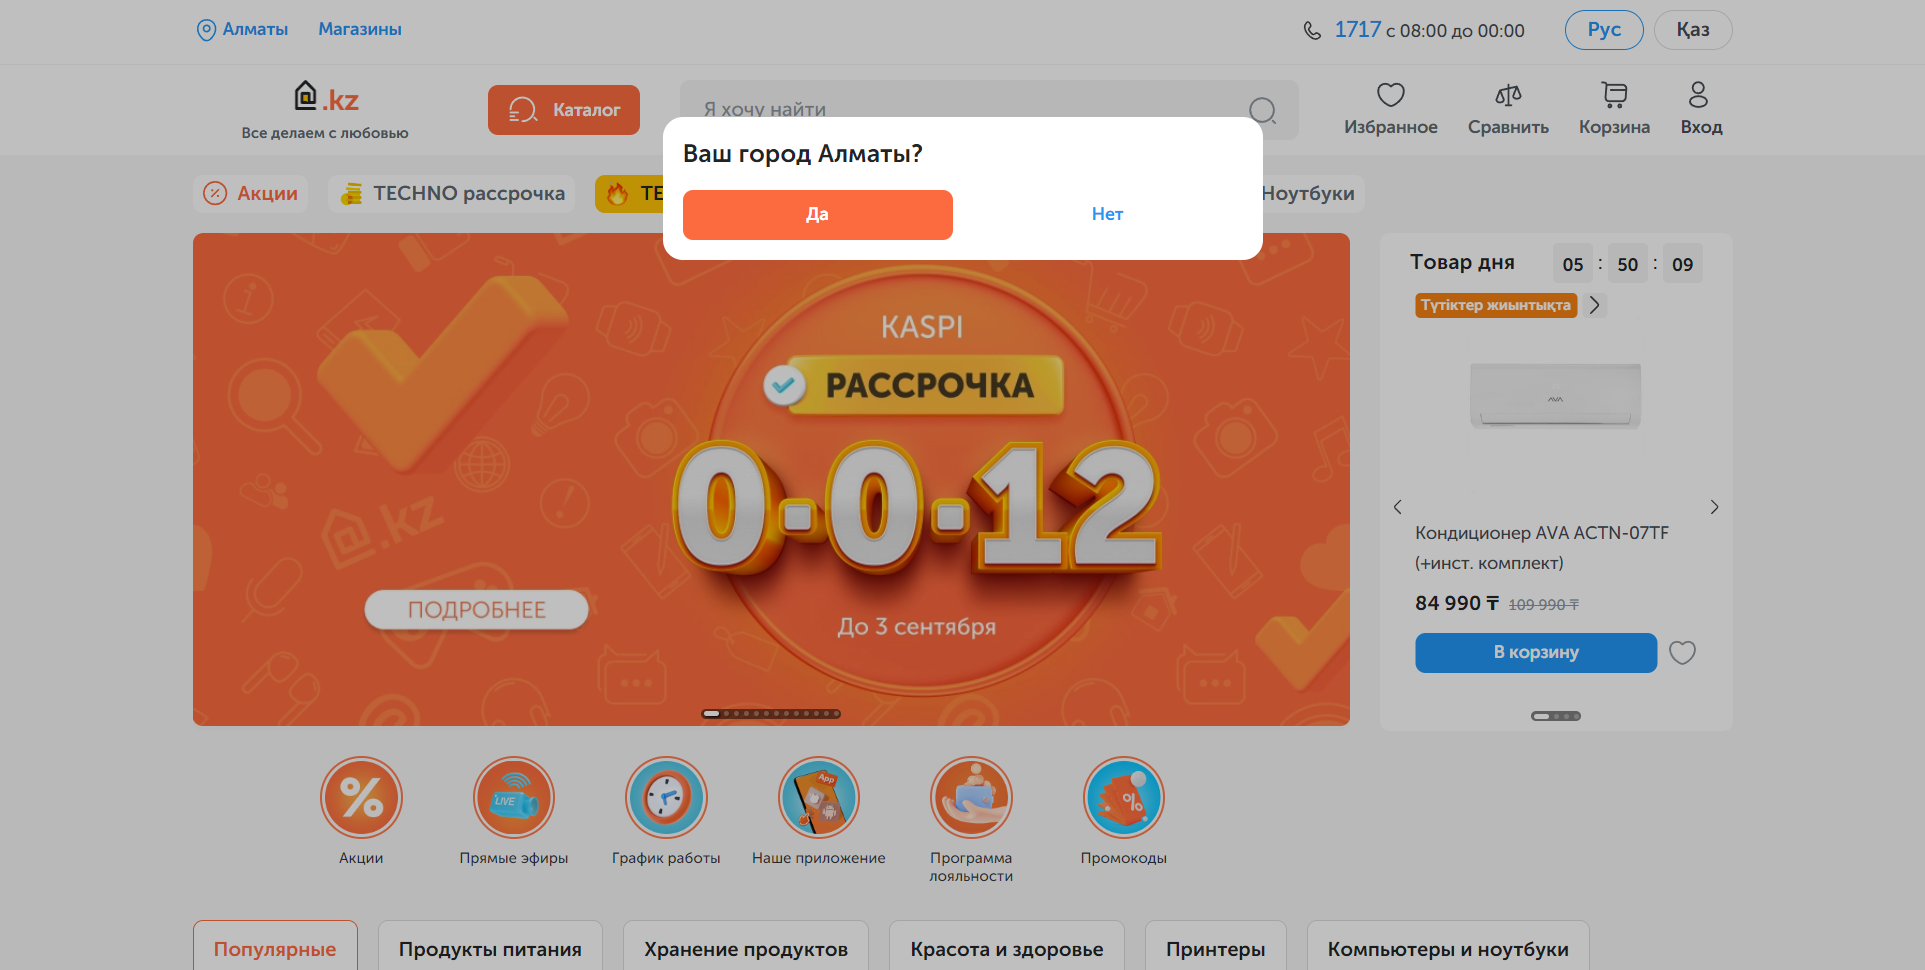 Алматы
Магазины
1717 с 08:00 до 00:00
Рус
Қаз
.kz
Все делаем с любовью
Каталог
Я хочу найти
Избранное
Сравнить
Корзина
Вход
Ваш город Алматы?
Да
Нет
Акции
TECHNO рассрочка
TE
Ноутбуки
KASPI
РАССРОЧКА
0·0·12
До 3 сентября
ПОДРОБНЕЕ
.kz
Товар дня
05 : 50 : 09
Түтіктер жиынтықта
AVA
Кондиционер AVA ACTN-07TF
(+инст. комплект)
84 990 ₸ 109 990 ₸
В корзину
LIVE
App
Акции
Прямые эфиры
График работы
Наше приложение
Программа
лояльности
Промокоды
Популярные
Продукты питания
Хранение продуктов
Красота и здоровье
Принтеры
Компьютеры и ноутбуки